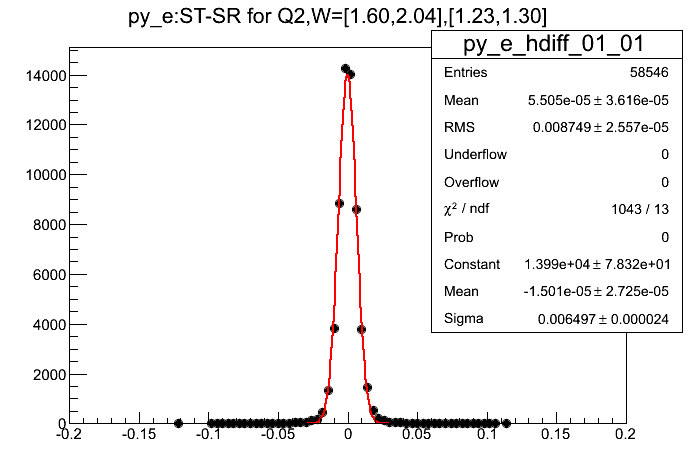 py_e:ST-SR for Q2,W=[1.60,2.04],[1.23,1.30]
py_e_hdiff_01_01
Entries 58546
Mean 5.505e-05 ± 3.616e-05
RMS 0.008749 ± 2.557e-05
Underflow 0
Overflow 0
χ² / ndf 1043 / 13
Prob 0
Constant 1.399e+04 ± 7.832e+01
Mean -1.501e-05 ± 2.725e-05
Sigma 0.006497 ± 0.000024
14000
12000
10000
8000
6000
4000
2000
0
-0.2 -0.15 -0.1 -0.05 0 0.05 0.1 0.15 0.2